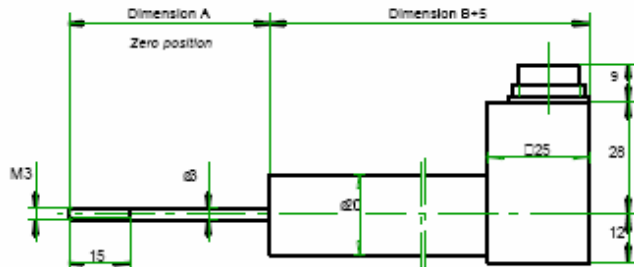 Dimension A
Dimension B+5
Zero position
9
M3
ø3
□25
28
ø20
15
12